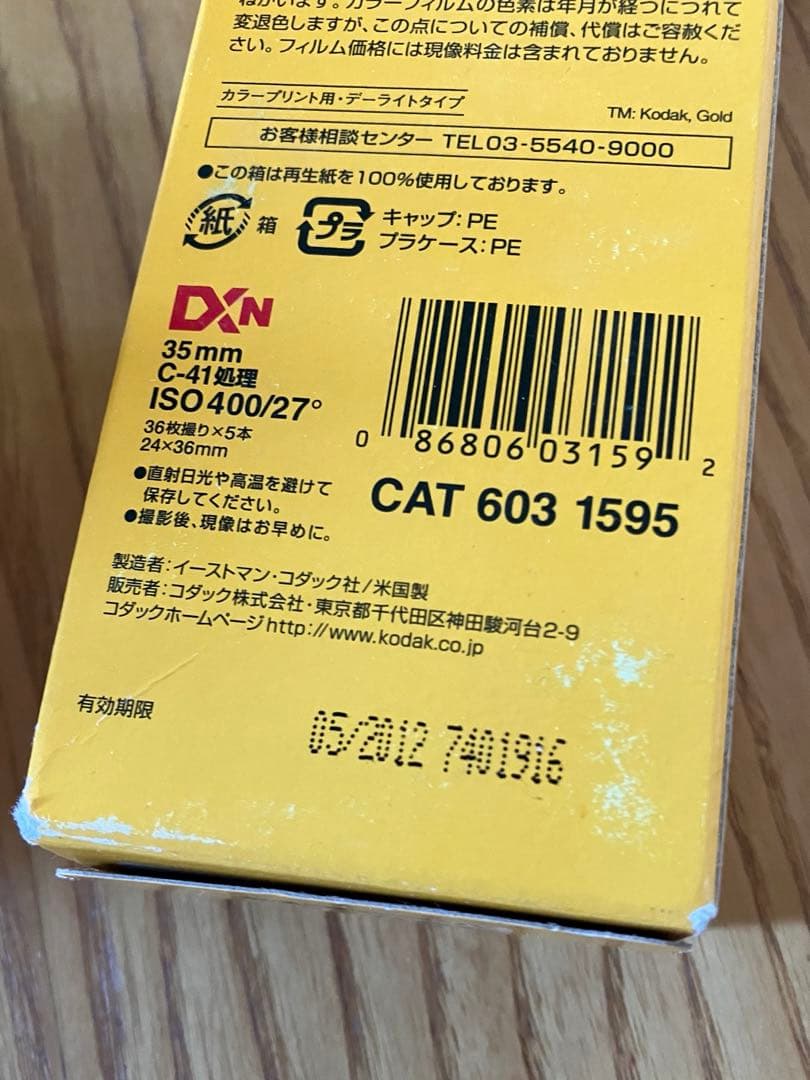 ねがいます。カラーフィルムの色素は年月が経つにつれて
変退色しますが、この点についての補償、代償はご容赦くだ
さい。フィルム価格には現像料金は含まれておりません。
カラープリント用・デーライトタイプ
TM: Kodak, Gold
お客様相談センター TEL03-5540-9000
●この箱は再生紙を100%使用しております。
紙 箱
プラ キャップ:PE
プラケース:PE
DXN
35mm
C-41処理
ISO 400/27°
36枚撮り×5本
24×36mm
0 86806 03159 2
CAT 603 1595
●直射日光や高温を避けて
保存してください。
●撮影後、現像はお早めに。
製造者:イーストマン・コダック社/米国製
販売者:コダック株式会社・東京都千代田区神田駿河台2-9
コダックホームページhttp://www.kodak.co.jp
有効期限
05/2012 7401916